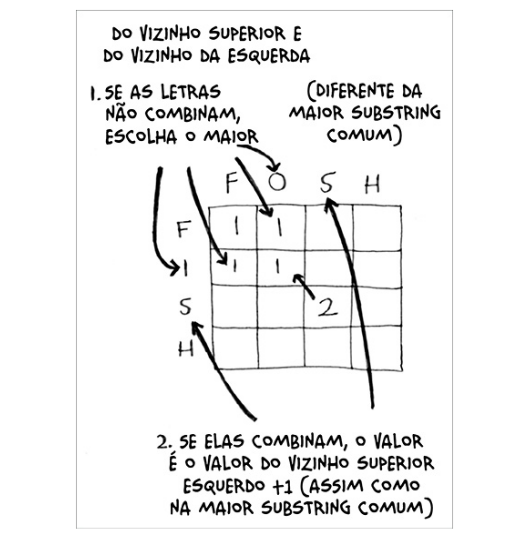 DO VIZINHO SUPERIOR E
DO VIZINHO DA ESQUERDA
1. SE AS LETRAS
NÃO COMBINAM,
ESCOLHA O MAIOR
(DIFERENTE DA
MAIOR SUBSTRING
COMUM)
F O S H
F 1 1
I 1 1
S 2
H
2. SE ELAS COMBINAM, O VALOR
É O VALOR DO VIZINHO SUPERIOR
ESQUERDO +1 (ASSIM COMO
NA MAIOR SUBSTRING COMUM)